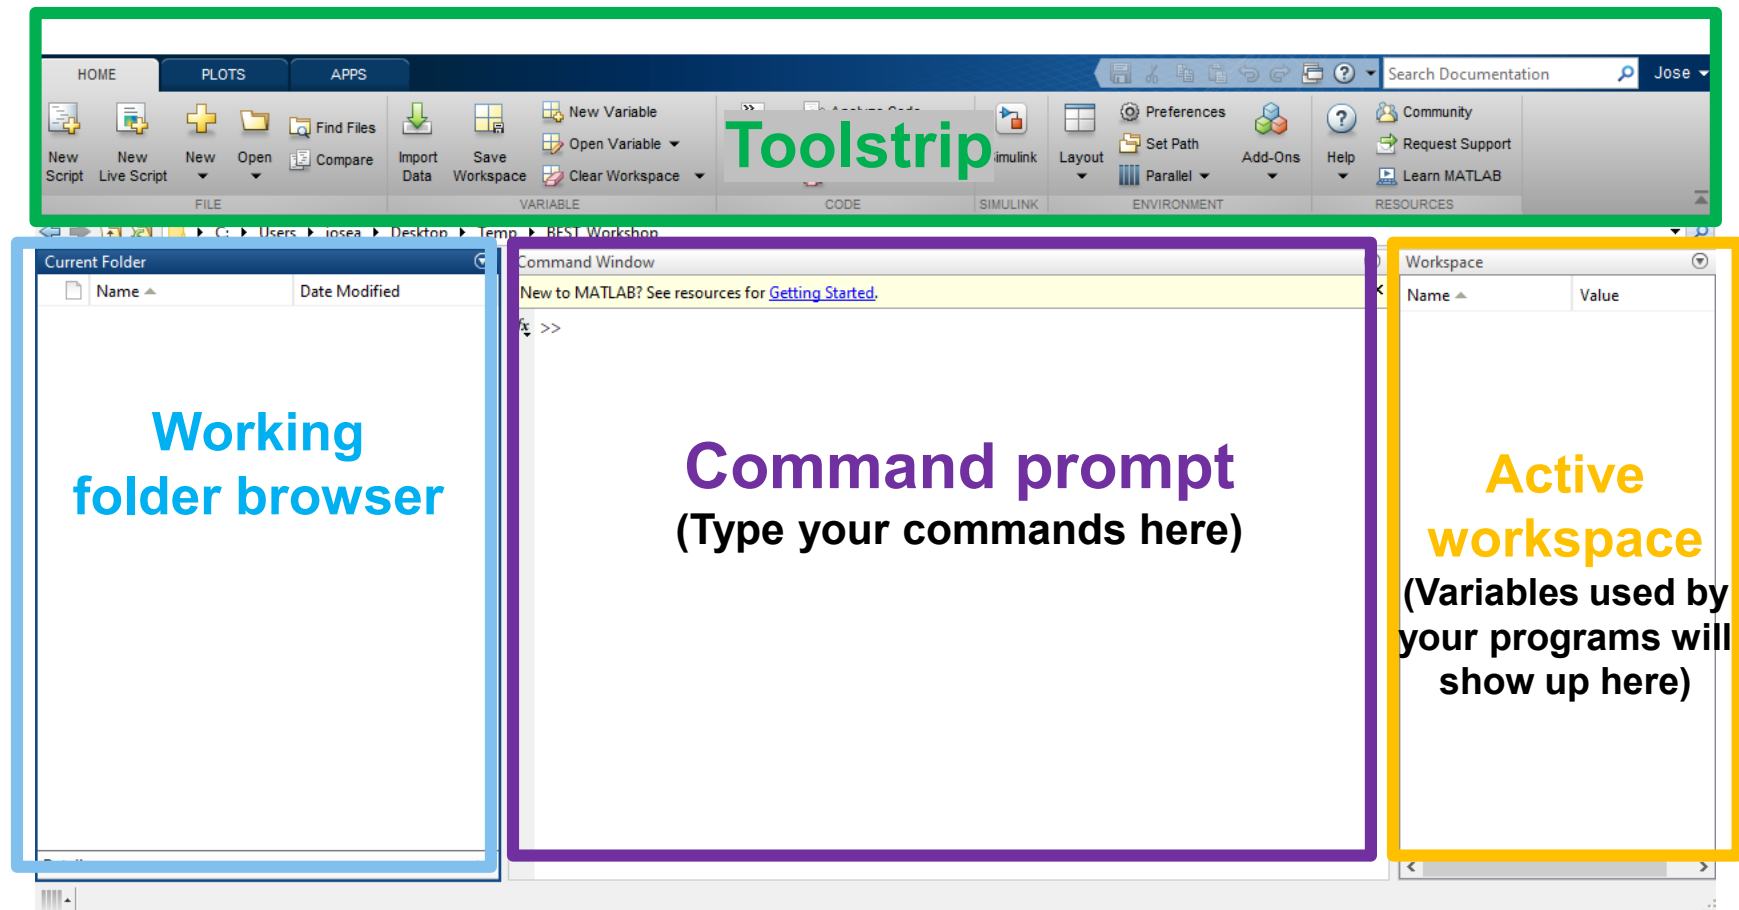 HOME PLOTS APPS
Search Documentation
Jose
New Script
New Live Script
New
Open
Find Files
Compare
Import Data
Save Workspace
New Variable
Open Variable
Clear Workspace
Toolstrip
Simulink
Layout
Preferences
Set Path
Parallel
Add-Ons
Help
Community
Request Support
Learn MATLAB
FILE VARIABLE CODE SIMULINK ENVIRONMENT RESOURCES
C: Users josea Desktop Temp BEST Workshop
Current Folder
Name Date Modified
Working
folder browser
Command Window
New to MATLAB? See resources for Getting Started.
fx >>
Command prompt
(Type your commands here)
Workspace
Name Value
Active
workspace
(Variables used by
your programs will
show up here)